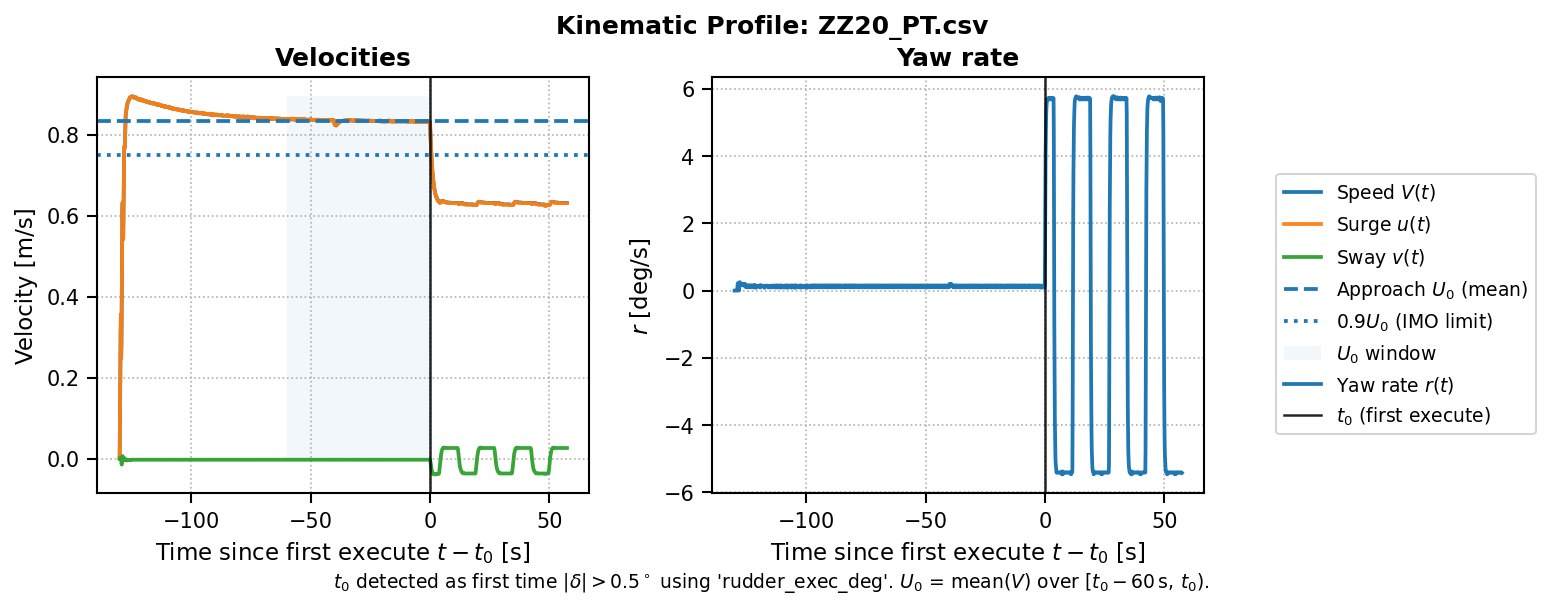 Kinematic Profile: ZZ20_PT.csv
Velocities
Velocity [m/s]
0.8
0.6
0.4
0.2
0.0
−100
−50
0
50
Time since first execute t − t₀ [s]
Yaw rate
r [deg/s]
6
4
2
0
−2
−4
−6
−100
−50
0
50
Time since first execute t − t₀ [s]
Speed V(t)
Surge u(t)
Sway v(t)
Approach U₀ (mean)
0.9U₀ (IMO limit)
U₀ window
Yaw rate r(t)
t₀ (first execute)
t₀ detected as first time |δ| > 0.5° using 'rudder_exec_deg'. U₀ = mean(V) over [t₀ − 60 s, t₀).